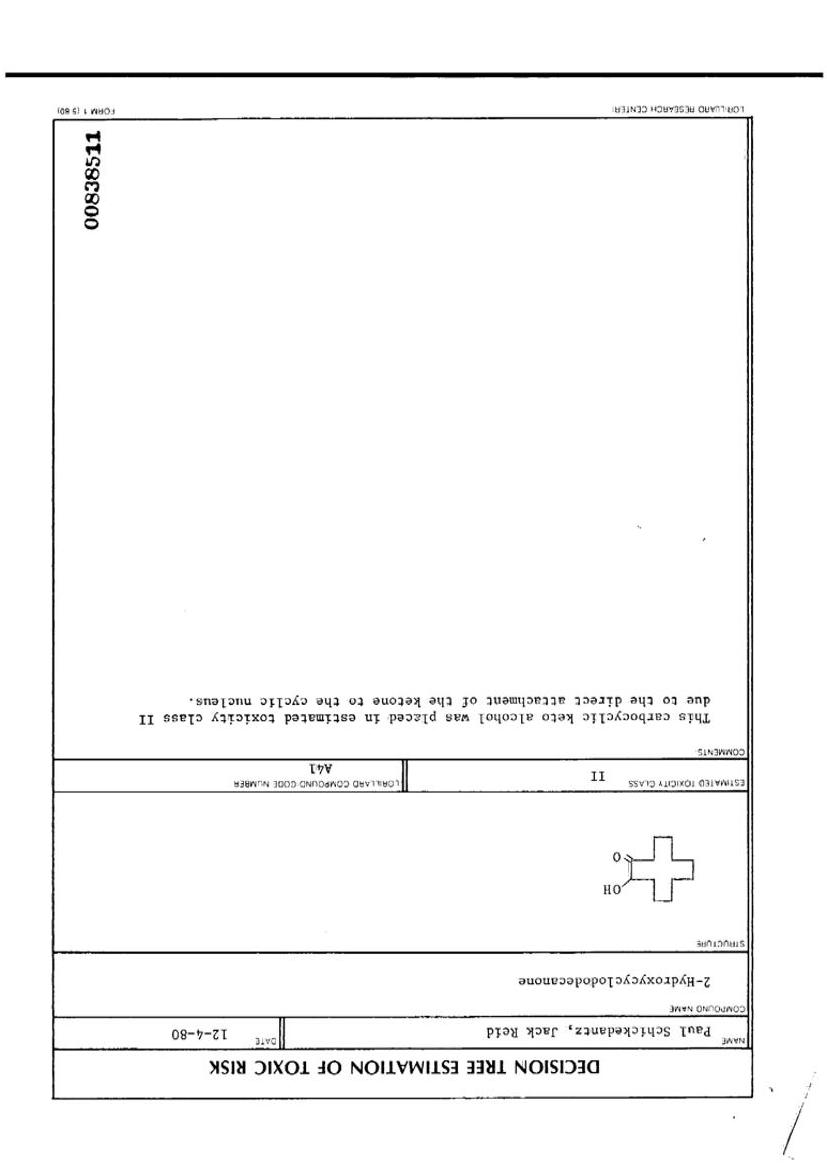 DECISION TREE ESTIMATION OF TOXIC RISK
NAME
Paul Schickedantz, Jack Reid
DATE
12-4-80
COMPOUND NAME
2-Hydroxycyclododecanone
STRUCTURE
OH
O
ESTIMATED TOXICITY CLASS
II
LORILLARD COMPOUND CODE NUMBER
A41
COMMENTS:
This carbocyclic keto alcohol was placed in estimated toxicity class II
due to the direct attachment of the ketone to the cyclic nucleus.
LORILLARD RESEARCH CENTER
FORM 1 (5 80)
00838511